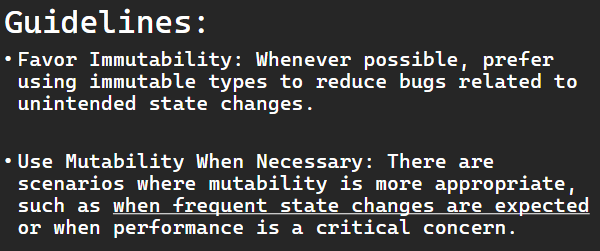 Guidelines:
• Favor Immutability: Whenever possible, prefer
using immutable types to reduce bugs related to
unintended state changes.
• Use Mutability When Necessary: There are
scenarios where mutability is more appropriate,
such as when frequent state changes are expected
or when performance is a critical concern.